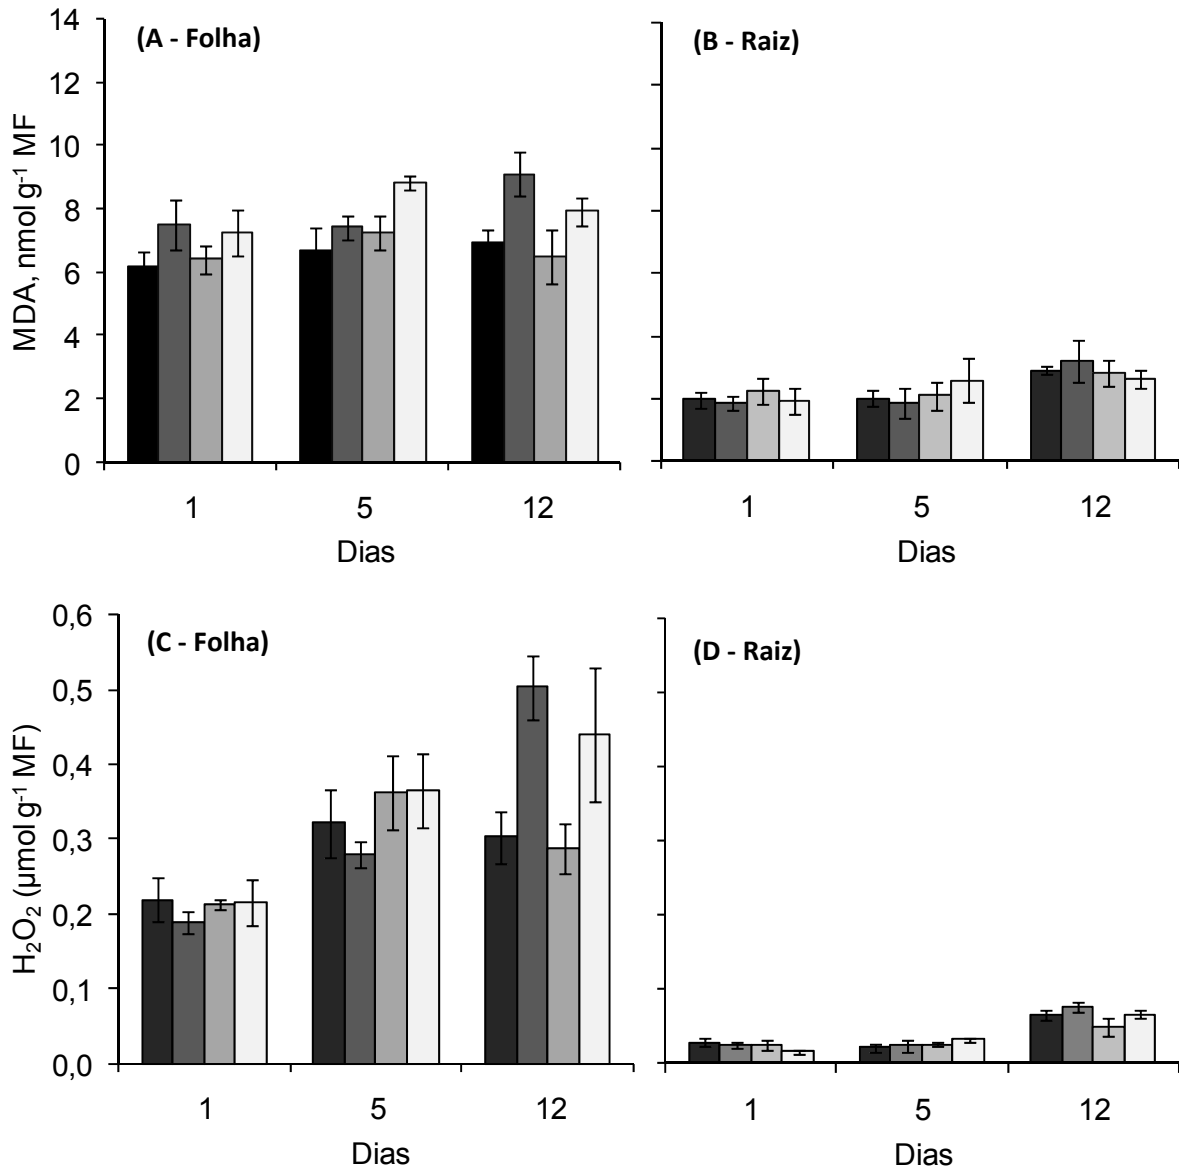 (A - Folha)
(B - Raiz)
MDA, nmol g⁻¹ MF
14
12
10
8
6
4
2
0
1 5 12
Dias
1 5 12
Dias
(C - Folha)
(D - Raiz)
H₂O₂ (µmol g⁻¹ MF)
0,6
0,5
0,4
0,3
0,2
0,1
0,0
1 5 12
Dias
1 5 12
Dias